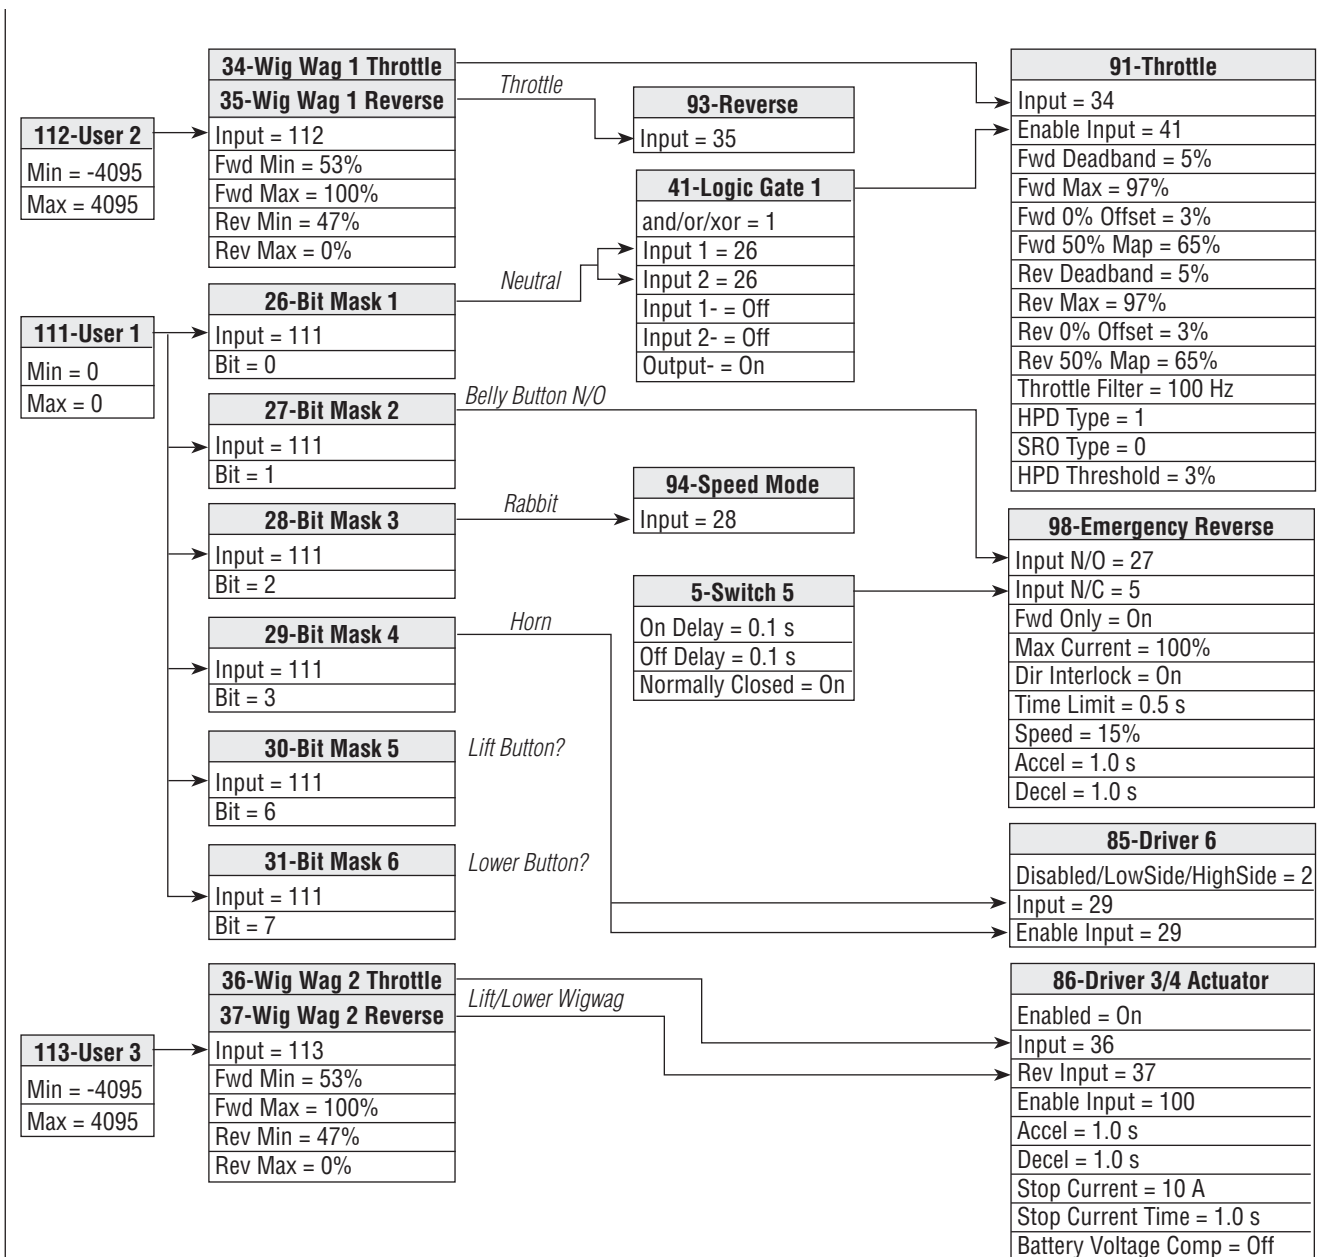 112-User 2
Min = -4095
Max = 4095
111-User 1
Min = 0
Max = 0
113-User 3
Min = -4095
Max = 4095
34-Wig Wag 1 Throttle
35-Wig Wag 1 Reverse
Input = 112
Fwd Min = 53%
Fwd Max = 100%
Rev Min = 47%
Rev Max = 0%
26-Bit Mask 1
Input = 111
Bit = 0
27-Bit Mask 2
Input = 111
Bit = 1
28-Bit Mask 3
Input = 111
Bit = 2
29-Bit Mask 4
Input = 111
Bit = 3
30-Bit Mask 5
Input = 111
Bit = 6
31-Bit Mask 6
Input = 111
Bit = 7
36-Wig Wag 2 Throttle
37-Wig Wag 2 Reverse
Input = 113
Fwd Min = 53%
Fwd Max = 100%
Rev Min = 47%
Rev Max = 0%
Throttle
Neutral
Belly Button N/O
Rabbit
Horn
Lift Button?
Lower Button?
Lift/Lower Wigwag
93-Reverse
Input = 35
41-Logic Gate 1
and/or/xor = 1
Input 1 = 26
Input 2 = 26
Input 1- = Off
Input 2- = Off
Output- = On
94-Speed Mode
Input = 28
5-Switch 5
On Delay = 0.1 s
Off Delay = 0.1 s
Normally Closed = On
91-Throttle
Input = 34
Enable Input = 41
Fwd Deadband = 5%
Fwd Max = 97%
Fwd 0% Offset = 3%
Fwd 50% Map = 65%
Rev Deadband = 5%
Rev Max = 97%
Rev 0% Offset = 3%
Rev 50% Map = 65%
Throttle Filter = 100 Hz
HPD Type = 1
SRO Type = 0
HPD Threshold = 3%
98-Emergency Reverse
Input N/O = 27
Input N/C = 5
Fwd Only = On
Max Current = 100%
Dir Interlock = On
Time Limit = 0.5 s
Speed = 15%
Accel = 1.0 s
Decel = 1.0 s
85-Driver 6
Disabled/LowSide/HighSide = 2
Input = 29
Enable Input = 29
86-Driver 3/4 Actuator
Enabled = On
Input = 36
Rev Input = 37
Enable Input = 100
Accel = 1.0 s
Decel = 1.0 s
Stop Current = 10 A
Stop Current Time = 1.0 s
Battery Voltage Comp = Off